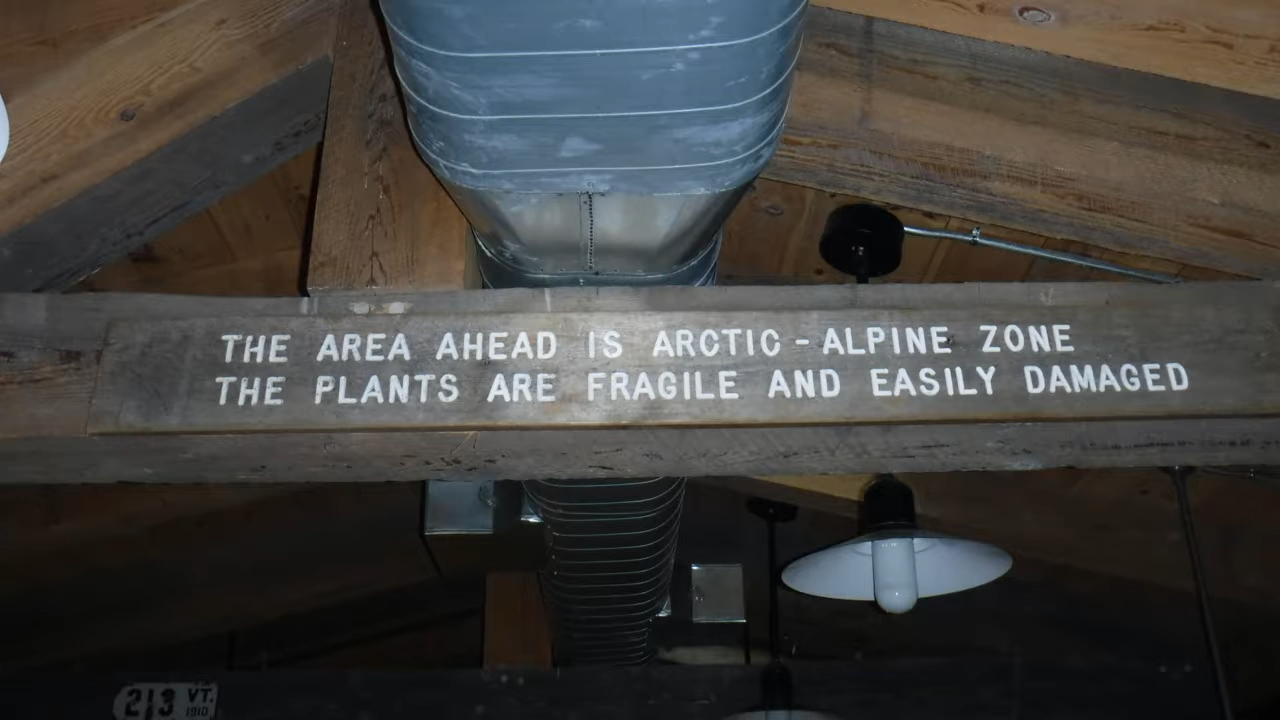 THE AREA AHEAD IS ARCTIC-ALPINE ZONE
THE PLANTS ARE FRAGILE AND EASILY DAMAGED
213 VT.
1910